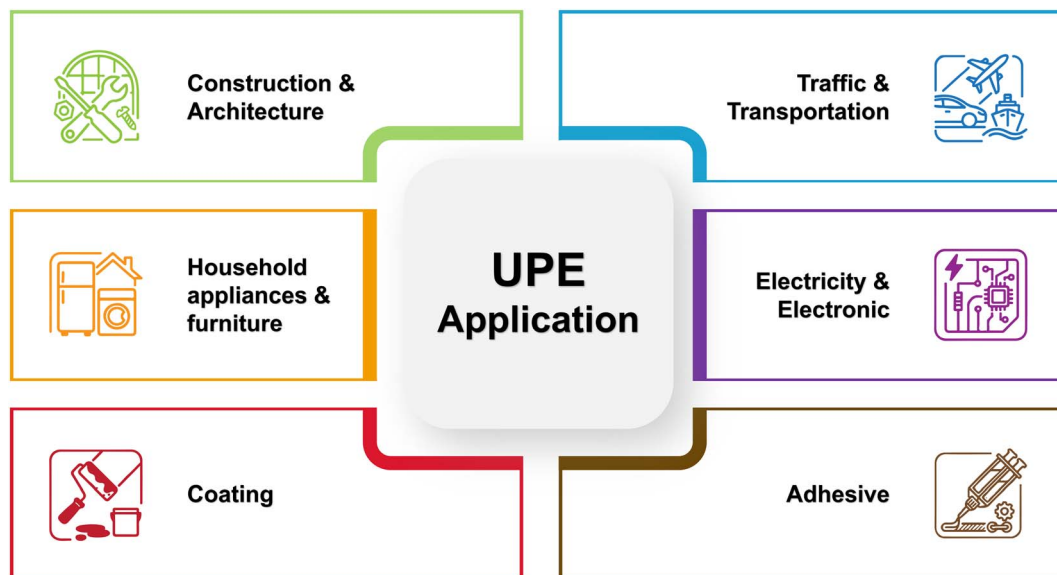 Construction &
Architecture
Traffic &
Transportation
UPE
Application
Household
appliances &
furniture
Electricity &
Electronic
Coating
Adhesive